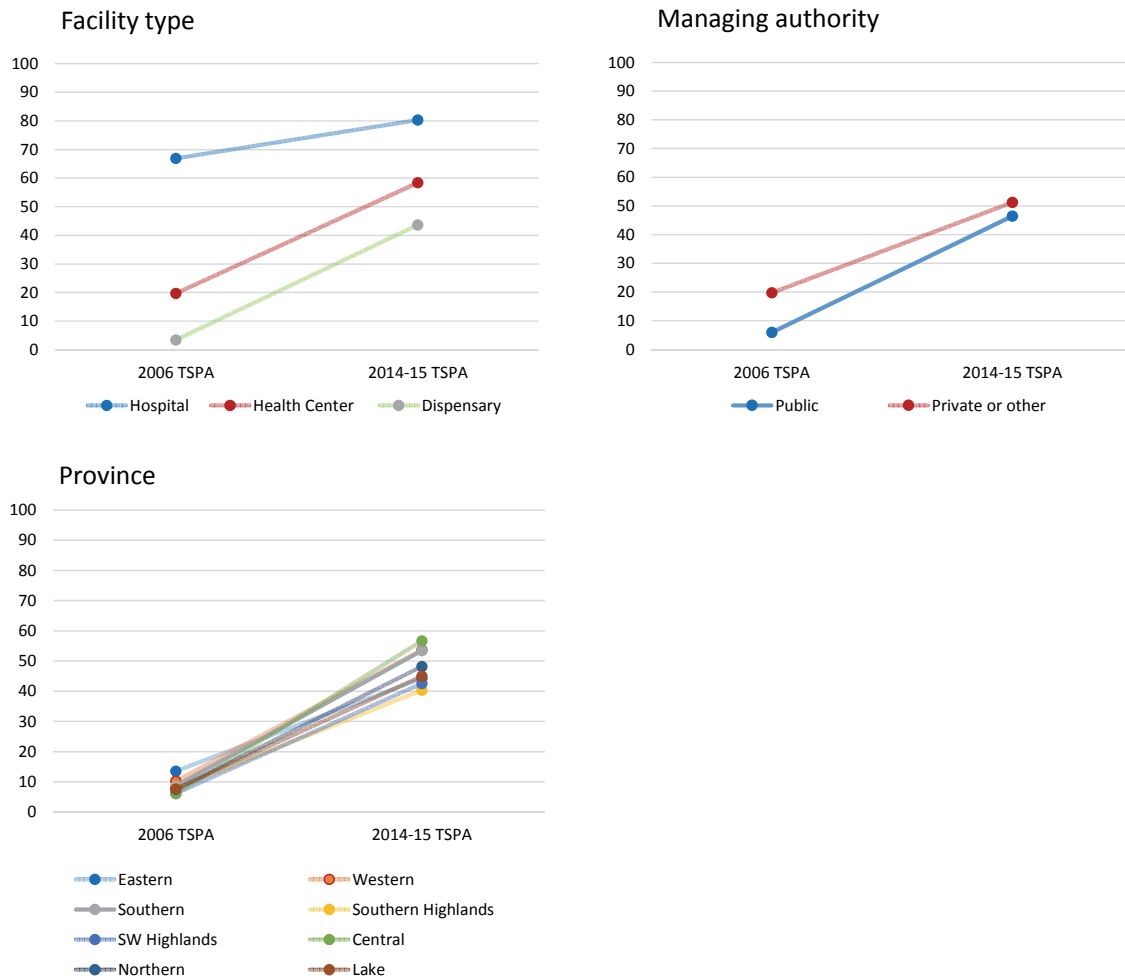 Facility type
100
90
80
70
60
50
40
30
20
10
0
2006 TSPA 2014-15 TSPA
Hospital Health Center Dispensary
Managing authority
100
90
80
70
60
50
40
30
20
10
0
2006 TSPA 2014-15 TSPA
Public Private or other
Province
100
90
80
70
60
50
40
30
20
10
0
2006 TSPA 2014-15 TSPA
Eastern Western
Southern Southern Highlands
SW Highlands Central
Northern Lake